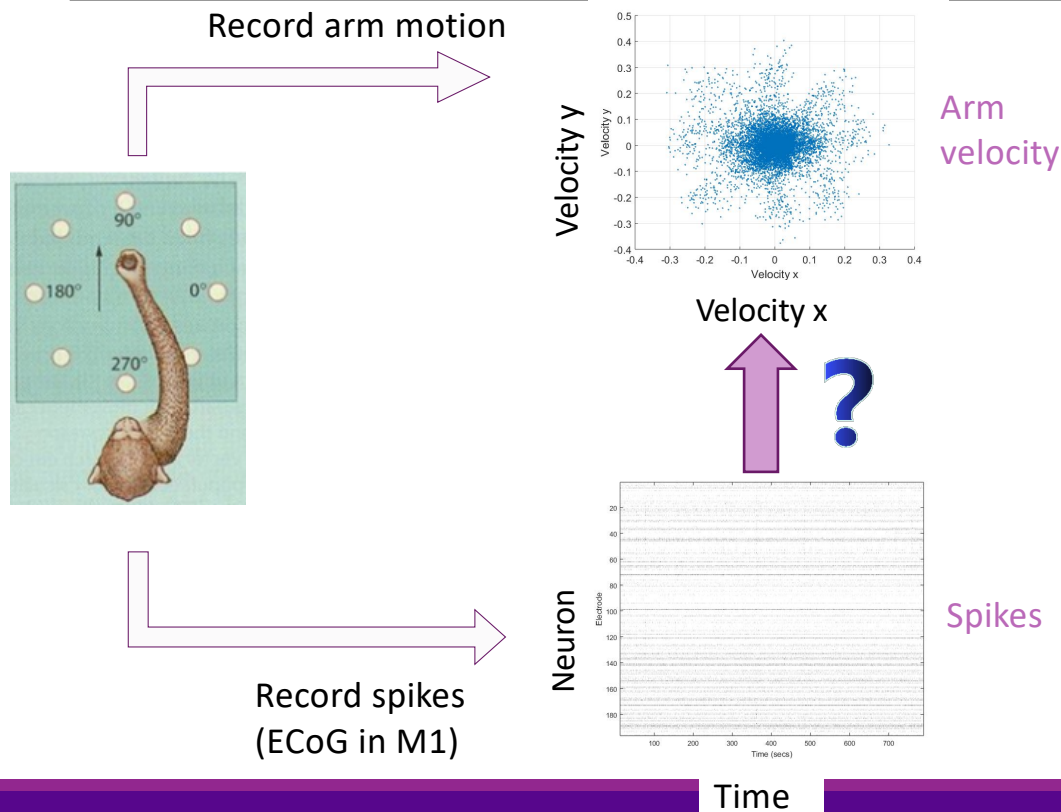 Record arm motion
90°
180°
0°
270°
Velocity y
Velocity y
0.5
0.4
0.3
0.2
0.1
0
-0.1
-0.2
-0.3
-0.4
-0.4 -0.3 -0.2 -0.1 0 0.1 0.2 0.3 0.4
Velocity x
Velocity x
Arm
velocity
?
Record spikes
(ECoG in M1)
Neuron
Electrode
20
40
60
80
100
120
140
160
180
100 200 300 400 500 600 700
Time (secs)
Time
Spikes